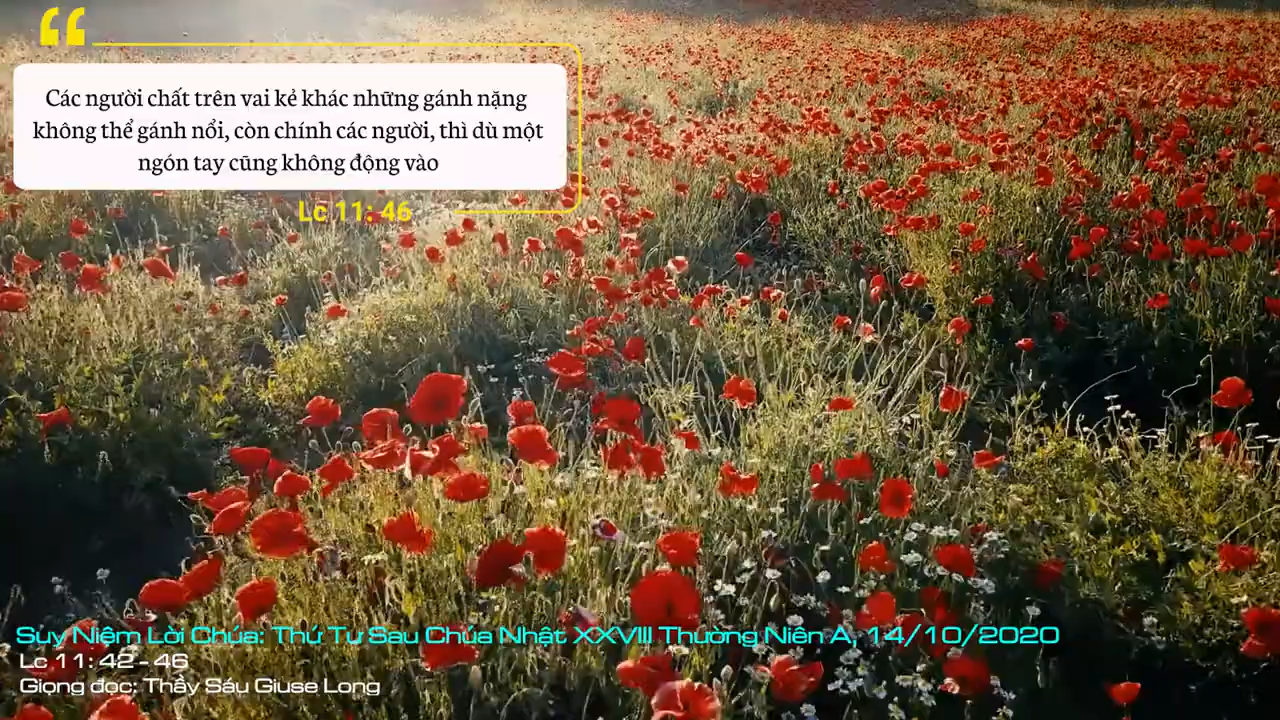 Các người chất trên vai kẻ khác những gánh nặng
không thể gánh nổi, còn chính các người, thì dù một
ngón tay cũng không động vào
Lc 11: 46
Suy Niệm Lời Chúa: Thứ Tư Sau Chúa Nhật XXVIII Thường Niên A, 14/10/2020
Lc 11: 42 - 46
Giọng đọc: Thầy Sáu Giuse Long